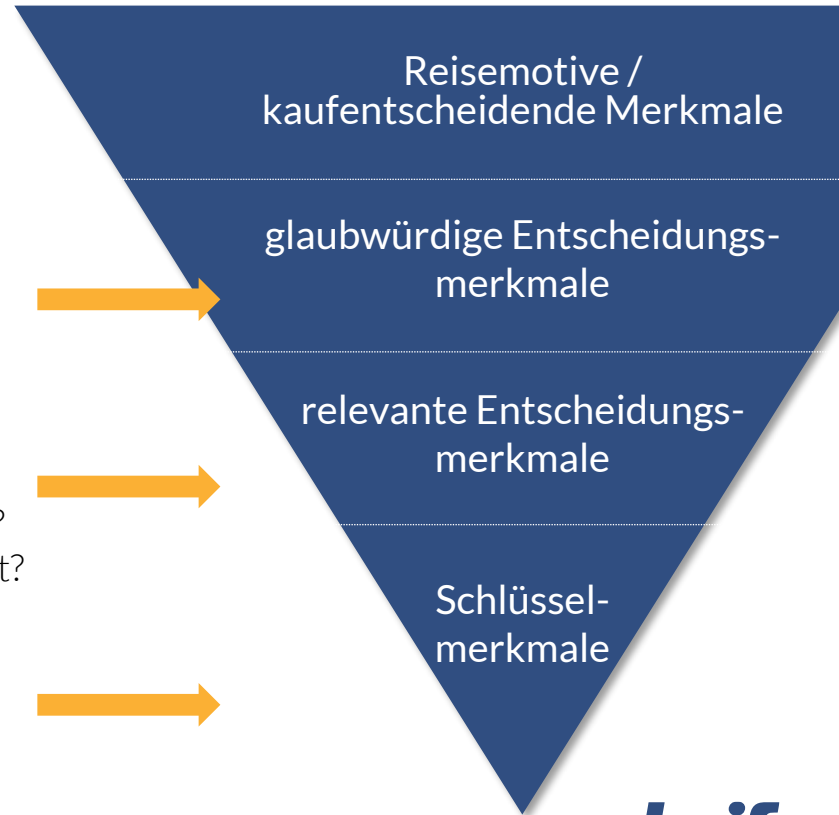 Reisemotive /
kaufentscheidende Merkmale
glaubwürdige Entscheidungs-
merkmale
relevante Entscheidungs-
merkmale
?
t?
Schlüssel-
merkmale